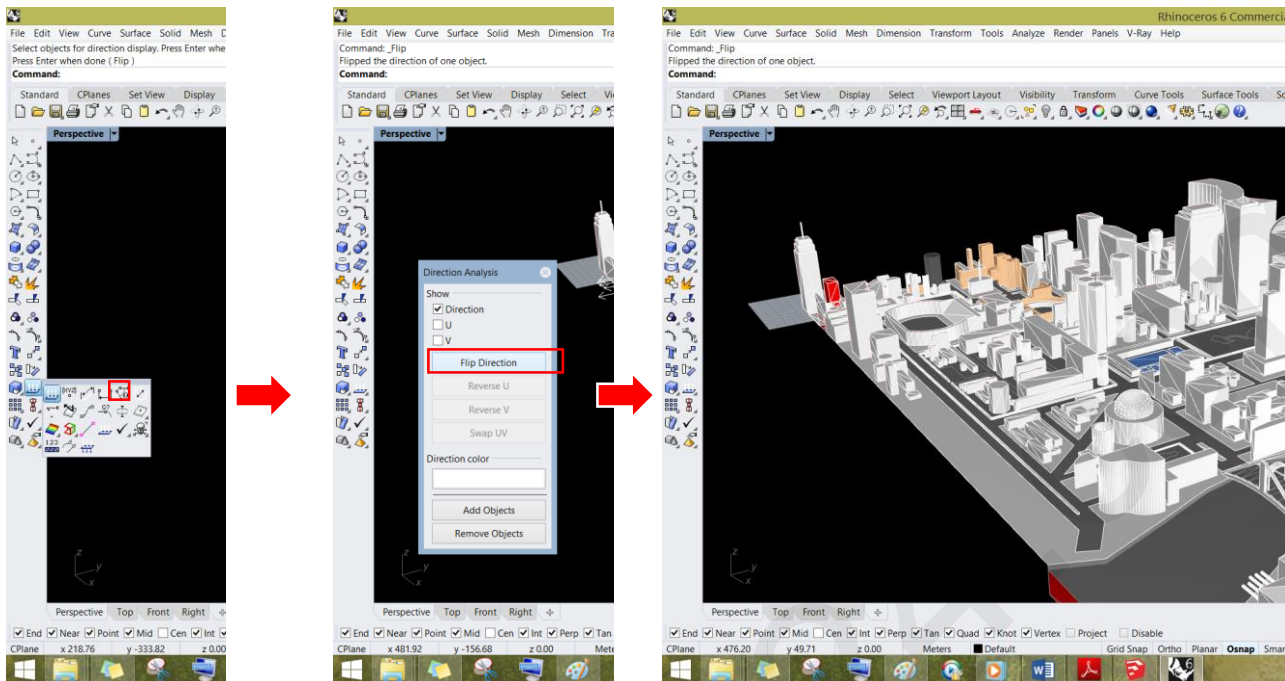 File Edit View Curve Surface Solid Mesh
Select objects for direction display. Press Enter whe
Press Enter when done ( Flip )
Command:
Standard CPlanes Set View Display
Perspective
[XYZ]
123
z
y
x
Perspective Top Front Right
End Near Point Mid Cen Int
CPlane x 218.76 y -333.82 z 0.00
File Edit View Curve Surface Solid Mesh Dimension Tra
Command: _Flip
Flipped the direction of one object.
Command:
Standard CPlanes Set View Display Select Vi
Perspective
Direction Analysis
Show
Direction
U
V
Flip Direction
Reverse U
Reverse V
Swap UV
Direction color
Add Objects
Remove Objects
z
y
x
Perspective Top Front Right
End Near Point Mid Cen Int Perp Tan
CPlane x 481.92 y -156.68 z 0.00 Mete
Rhinoceros 6 Commerci
File Edit View Curve Surface Solid Mesh Dimension Transform Tools Analyze Render Panels V-Ray Help
Command: _Flip
Flipped the direction of one object.
Command:
Standard CPlanes Set View Display Select Viewport Layout Visibility Transform Curve Tools Surface Tools So
Perspective
z
y
x
Perspective Top Front Right
End Near Point Mid Cen Int Perp Tan Quad Knot Vertex Project Disable
CPlane x 476.20 y 49.71 z 0.00 Meters Default Grid Snap Ortho Planar Osnap Smar